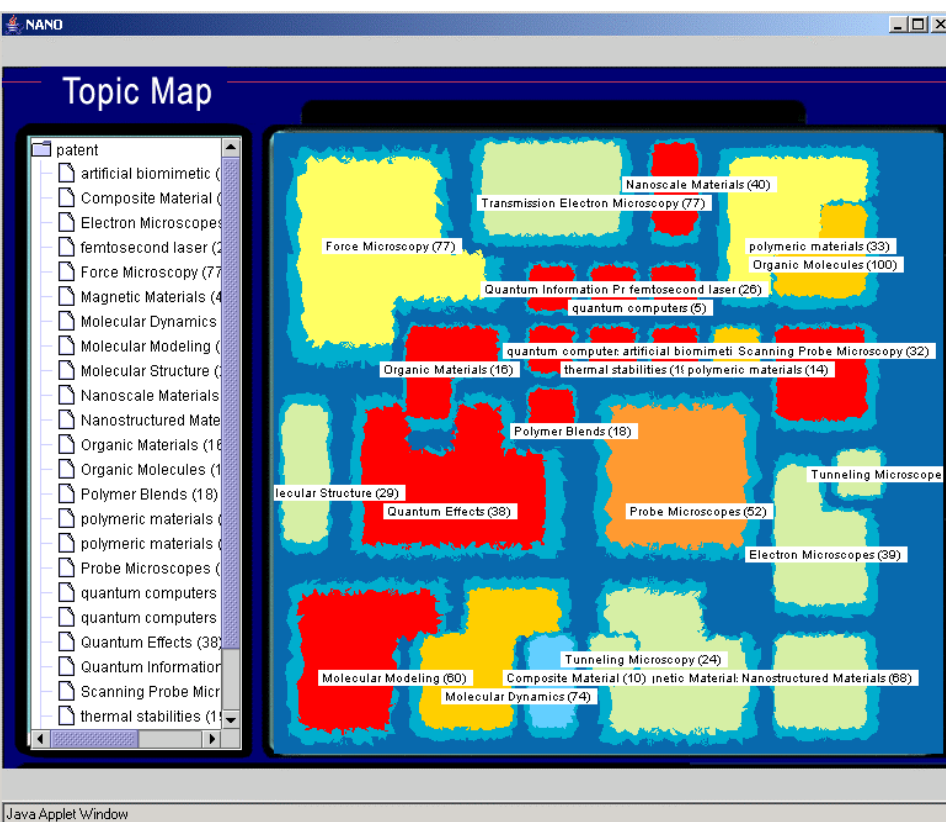 NANO
Topic Map
patent
artificial biomimetic (
Composite Material (
Electron Microscopes
femtosecond laser (2
Force Microscopy (77
Magnetic Materials (4
Molecular Dynamics
Molecular Modeling (
Molecular Structure (
Nanoscale Materials
Nanostructured Mate
Organic Materials (16
Organic Molecules (1
Polymer Blends (18)
polymeric materials (
polymeric materials (
Probe Microscopes (
quantum computers
quantum computers
Quantum Effects (38)
Quantum Information
Scanning Probe Micr
thermal stabilities (1
Nanoscale Materials (40)
Transmission Electron Microscopy (77)
Force Microscopy (77)
polymeric materials (33)
Organic Molecules (100)
Quantum Information Pr femtosecond laser (26)
quantum computers (5)
quantum computer artificial biomimeti Scanning Probe Microscopy (32)
Organic Materials (16) thermal stabilities (1 polymeric materials (14)
Polymer Blends (18)
Tunneling Microscope
lecular Structure (29)
Quantum Effects (38)
Probe Microscopes (52)
Electron Microscopes (39)
Tunneling Microscopy (24)
Molecular Modeling (60) Composite Material (10) netic Material Nanostructured Materials (68)
Molecular Dynamics (74)
Java Applet Window